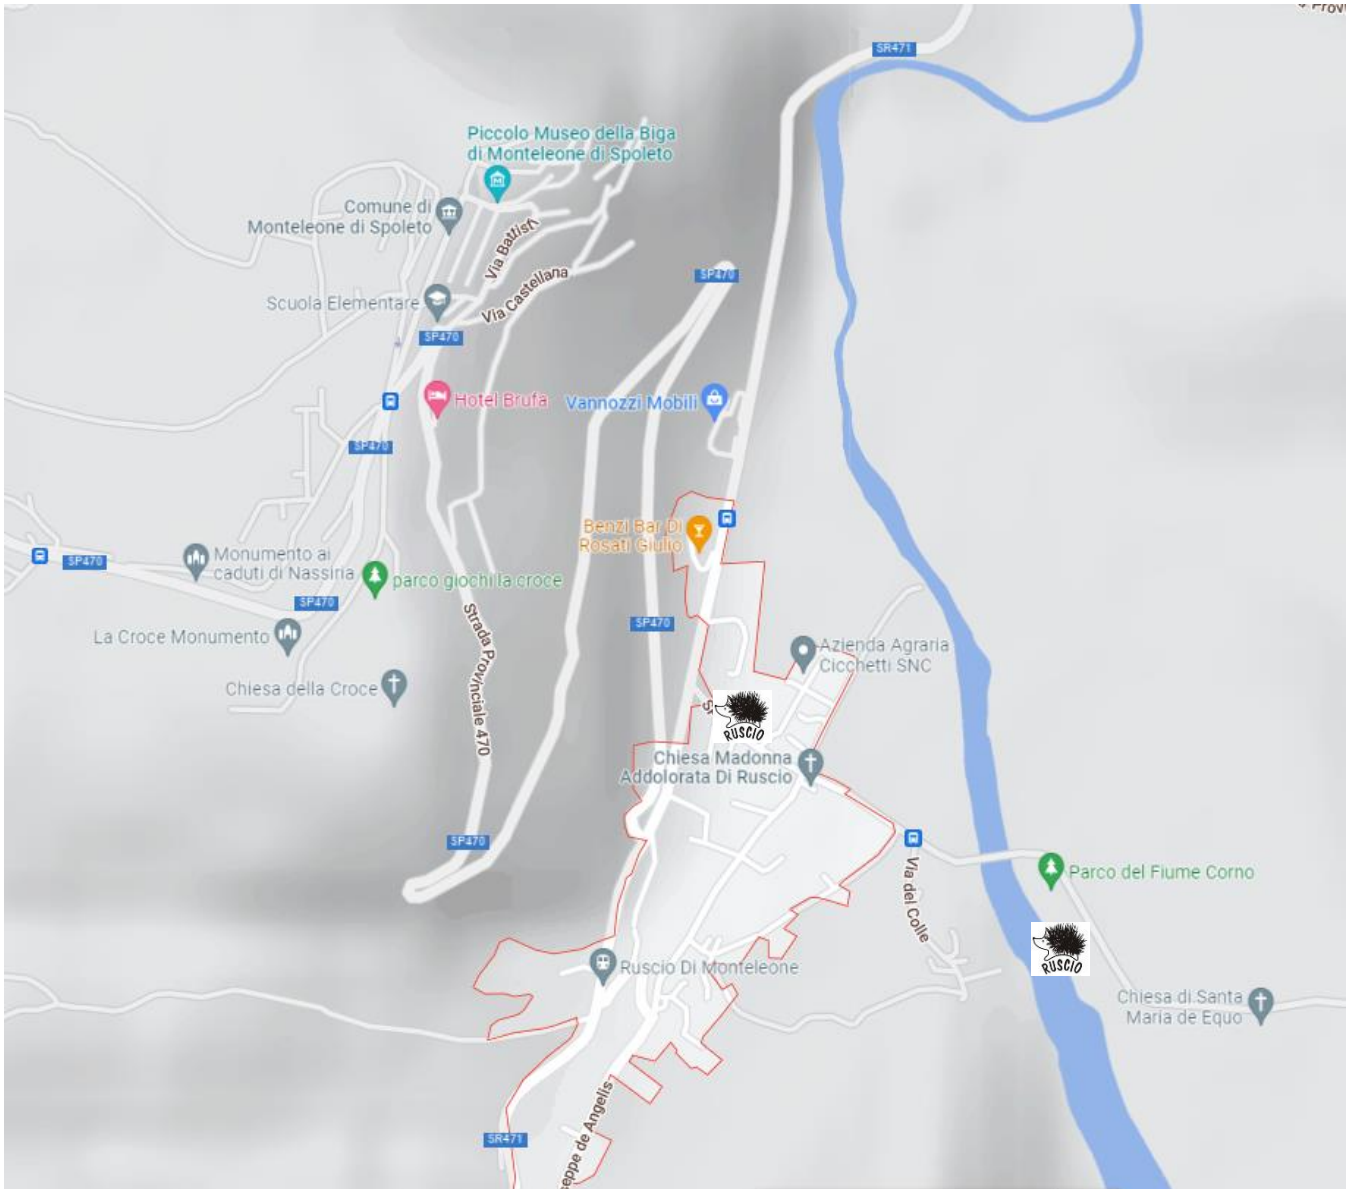 SR471
Piccolo Museo della Biga
di Monteleone di Spoleto
Comune di
Monteleone di Spoleto
Via Battisti
Via Castellana
SP470
Scuola Elementare
SP470
Hotel Brufa
Vannozzi Mobili
SP470
Benzi Bar Di
Rosati Giulio
SP470
Monumento ai
caduti di Nassiria
parco giochi la croce
SP470
Strada Provinciale 470
SP470
La Croce Monumento
Azienda Agraria
Cicchetti SNC
Chiesa della Croce
RUSCIO
Chiesa Madonna
Addolorata Di Ruscio
SP470
Via del Colle
Parco del Fiume Corno
RUSCIO
Ruscio Di Monteleone
Chiesa di Santa
Maria de Equo
SR471
seppe de Angelis